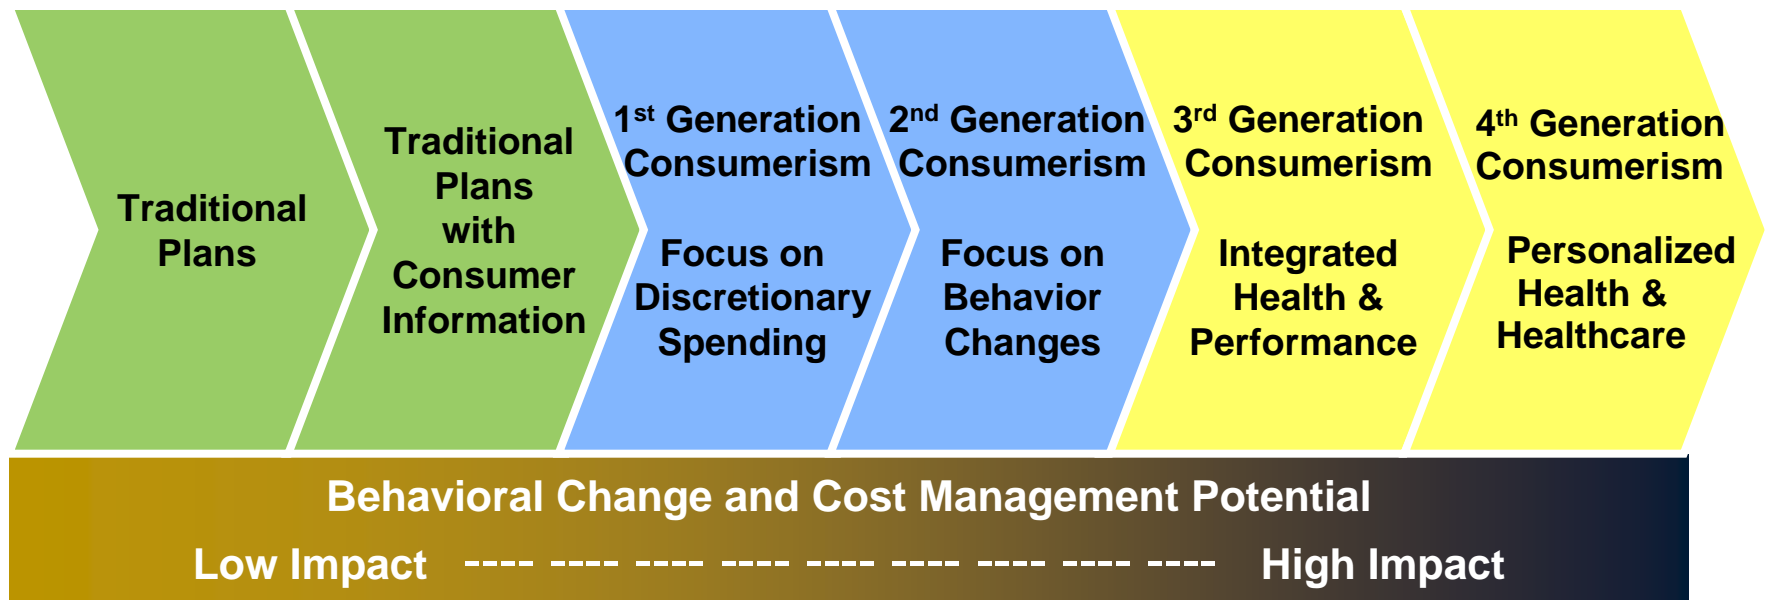 Traditional
Plans
Traditional
Plans
with
Consumer
Information
1st Generation
Consumerism
Focus on
Discretionary
Spending
2nd Generation
Consumerism
Focus on
Behavior
Changes
3rd Generation
Consumerism
Integrated
Health &
Performance
4th Generation
Consumerism
Personalized
Health &
Healthcare
Behavioral Change and Cost Management Potential
Low Impact ---- ---- ---- ---- ---- ---- ---- ---- ---- High Impact